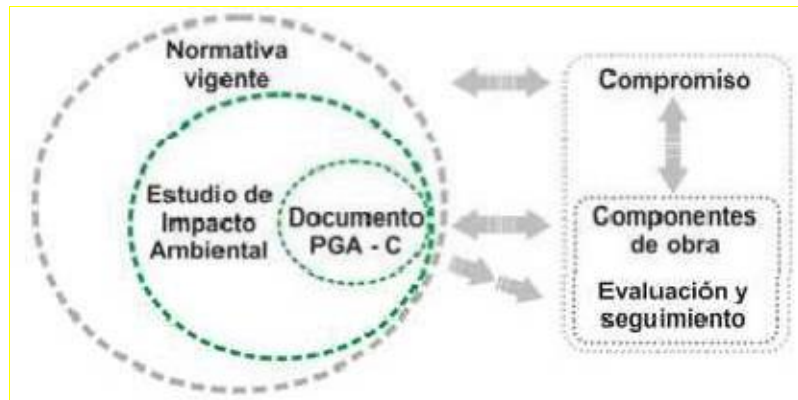 Normativa
vigente
Estudio de
Impacto
Ambiental
Documento
PGA - C
Compromiso
Componentes
de obra
Evaluación y
seguimiento